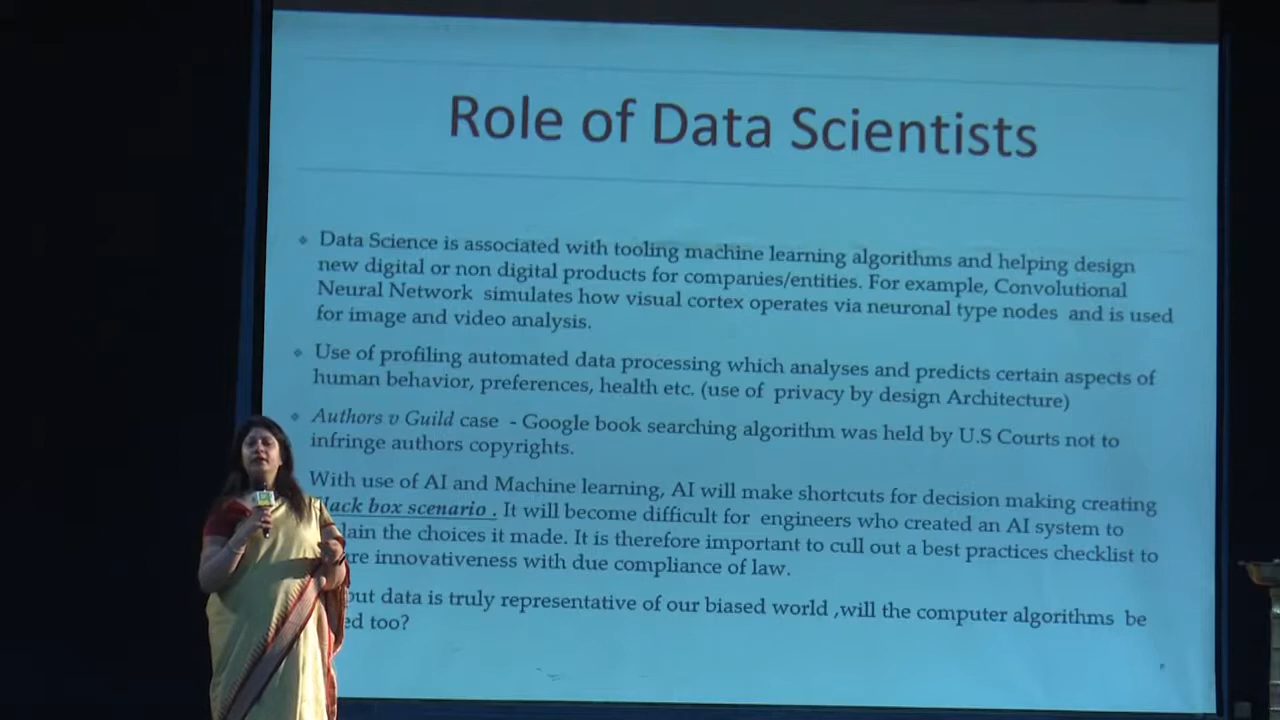 Role of Data Scientists
Data Science is associated with tooling machine learning algorithms and helping design
new digital or non digital products for companies/entities. For example, Convolutional
Neural Network simulates how visual cortex operates via neuronal type nodes and is used
for image and video analysis.
Use of profiling automated data processing which analyses and predicts certain aspects of
human behavior, preferences, health etc. (use of privacy by design Architecture)
Authors v Guild case - Google book searching algorithm was held by U.S Courts not to
infringe authors copyrights.
With use of AI and Machine learning, AI will make shortcuts for decision making creating
lack box scenario . It will become difficult for engineers who created an AI system to
ain the choices it made. It is therefore important to cull out a best practices checklist to
re innovativeness with due compliance of law.
put data is truly representative of our biased world ,will the computer algorithms be
ed too?